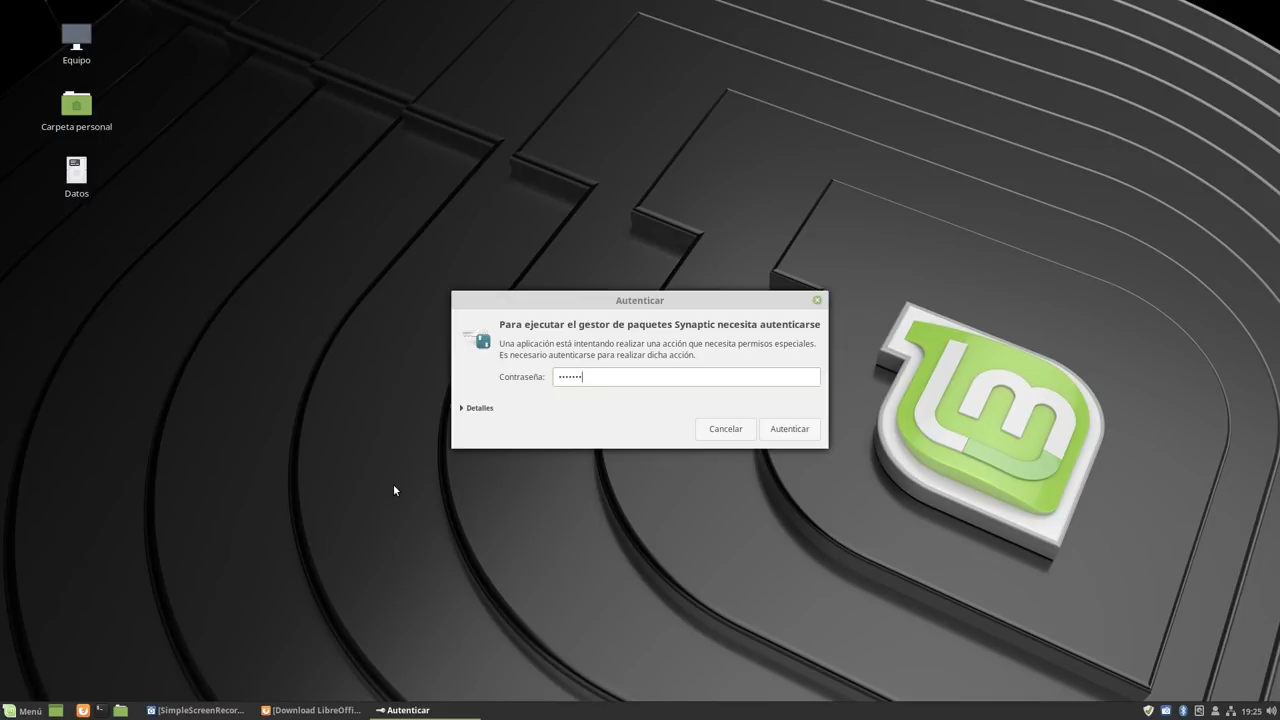 Equipo
Carpeta personal
Datos
Autenticar
Para ejecutar el gestor de paquetes Synaptic necesita autenticarse
Una aplicación está intentando realizar una acción que necesita permisos especiales.
Es necesario autenticarse para realizar dicha acción.
Contraseña: •••••••
Detalles
Cancelar
Autenticar
lm
Menú
[SimpleScreenRecor...
[Download LibreOffi...
Autenticar
19:25